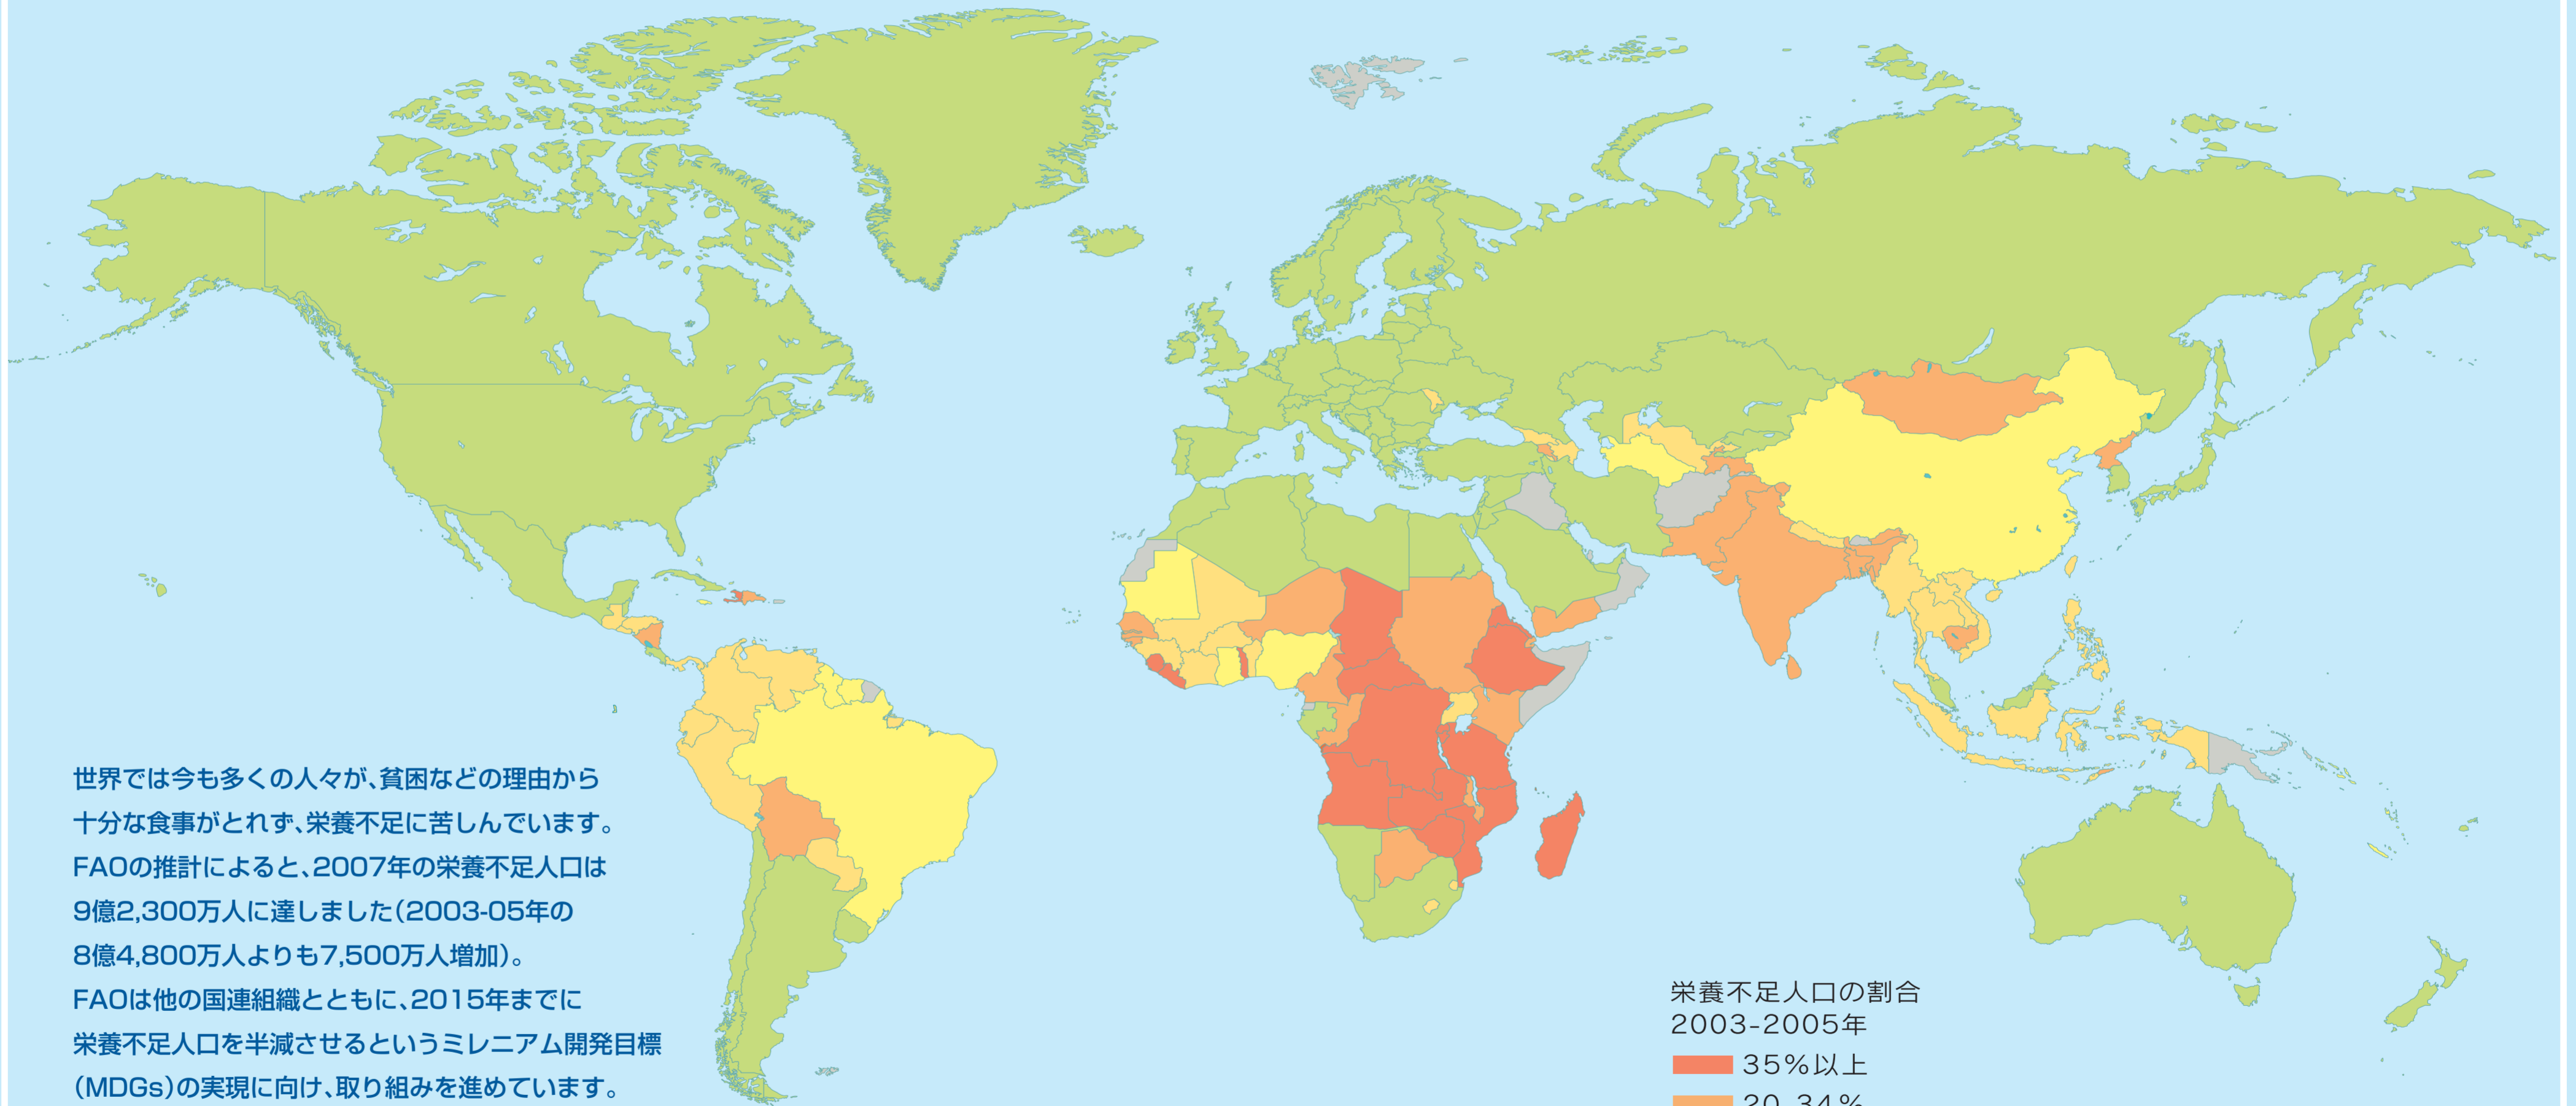 世界では今も多くの人々が、貧困などの理由から
十分な食事がとれず、栄養不足に苦しんでいます。
FAOの推計によると、2007年の栄養不足人口は
9億2,300万人に達しました（2003-05年の
8億4,800万人よりも7,500万人増加）。
FAOは他の国連組織とともに、2015年までに
栄養不足人口を半減させるというミレニアム開発目標
（MDGs）の実現に向け、取り組みを進めています。
栄養不足人口の割合
2003-2005年
35%以上
20-34%